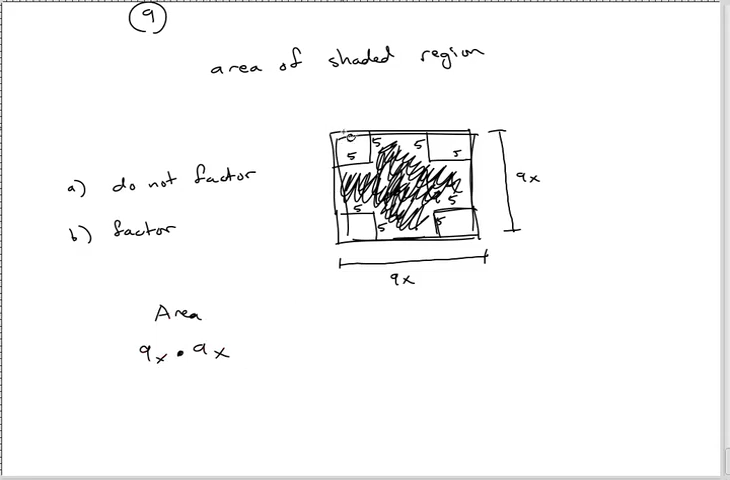 9
area of shaded region
5 5
5 5
a) do not factor
9x
5 5
b) factor
5 5
9x
Area
9x • 9x